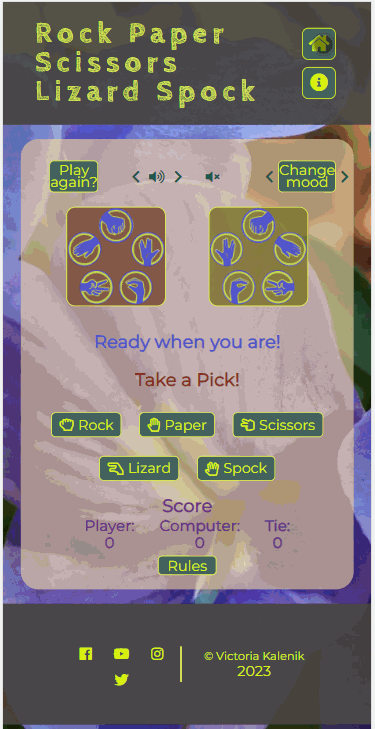 Rock Paper
Scissors
Lizard Spock
Play
again?
Change
mood
Ready when you are!
Take a Pick!
Rock
Paper
Scissors
Lizard
Spock
Score
Player:
Computer:
Tie:
0
0
0
Rules
© Victoria Kalenik
2023